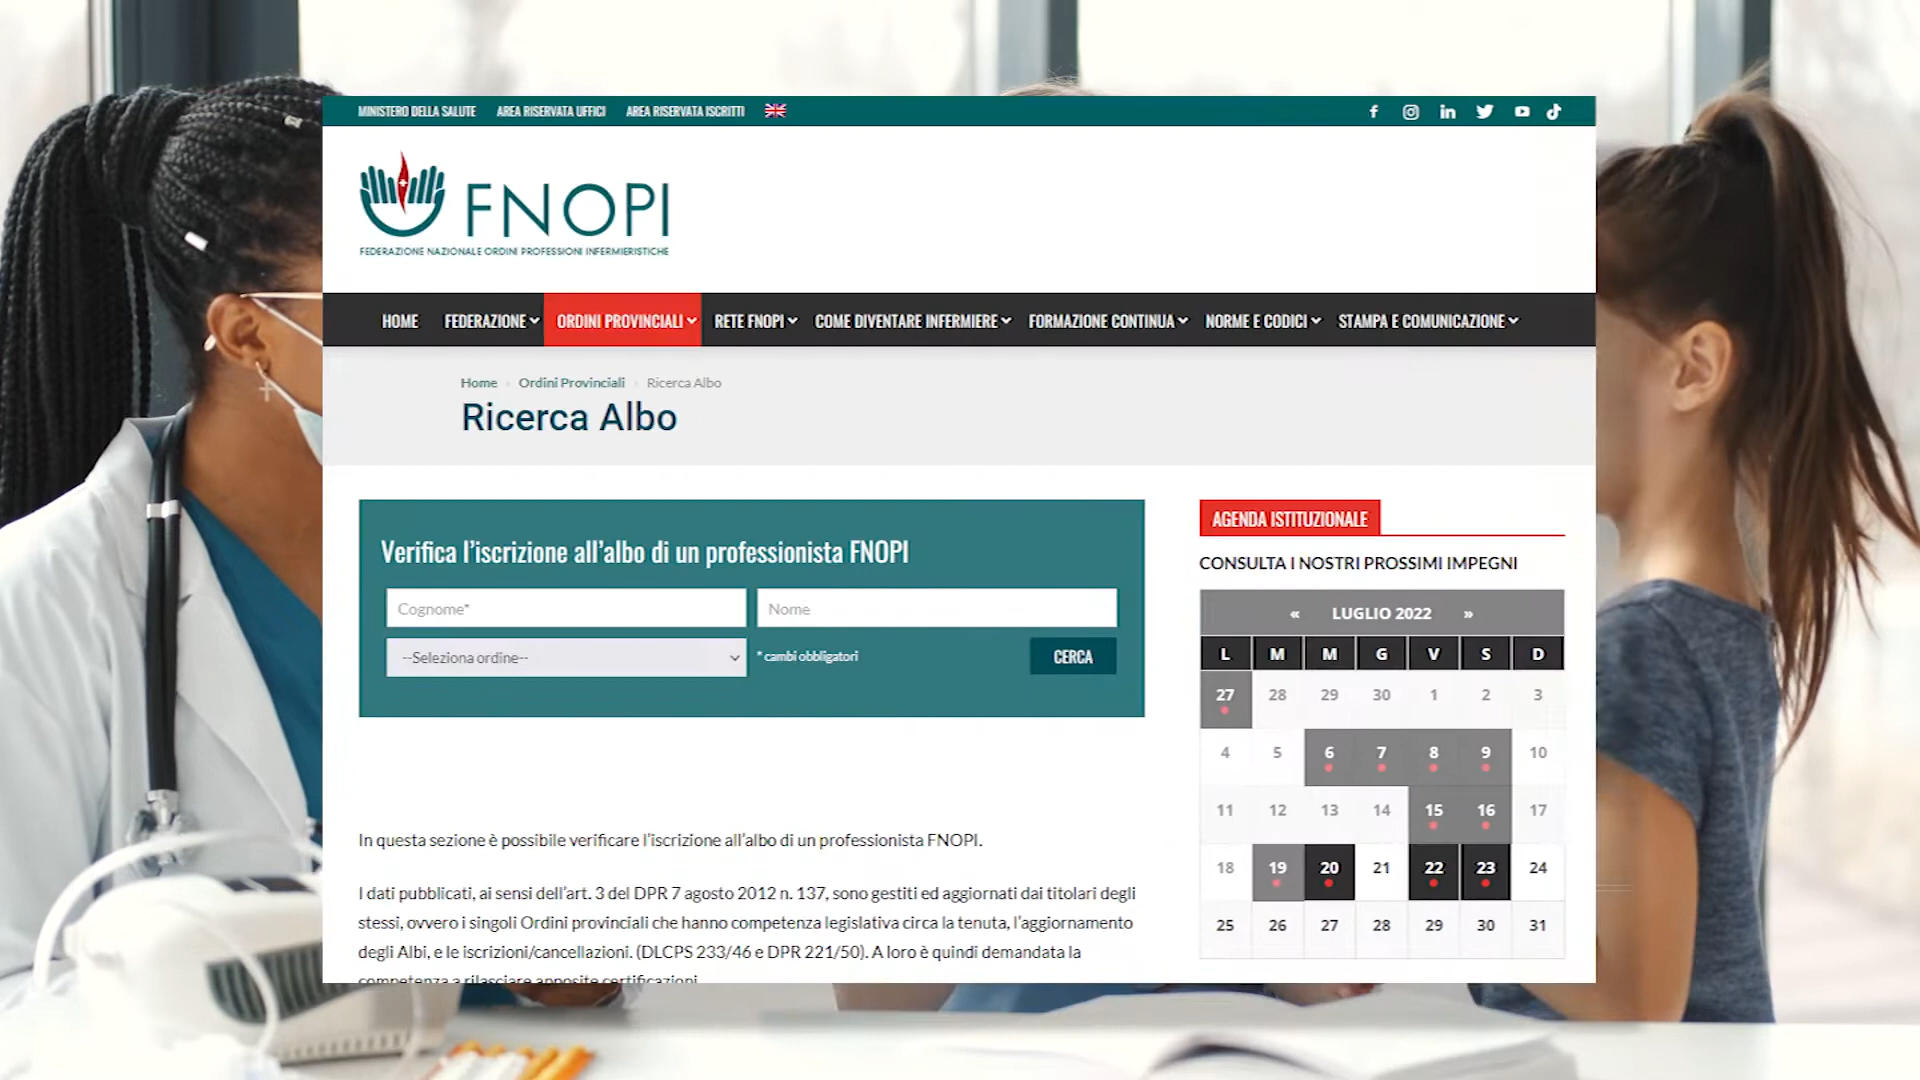 MINISTERO DELLA SALUTE AREA RISERVATA UFFICI AREA RISERVATA ISCRITTI
FNOPI
FEDERAZIONE NAZIONALE ORDINI PROFESSIONI INFERMIERISTICHE
HOME FEDERAZIONE ORDINI PROVINCIALI RETE FNOPI COME DIVENTARE INFERMIERE FORMAZIONE CONTINUA NORME E CODICI STAMPA E COMUNICAZIONE
Home Ordini Provinciali Ricerca Albo
Ricerca Albo
Verifica l'iscrizione all'albo di un professionista FNOPI
Cognome* Nome
--Seleziona ordine-- * cambi obbligatori CERCA
In questa sezione è possibile verificare l'iscrizione all'albo di un professionista FNOPI.
I dati pubblicati, ai sensi dell'art. 3 del DPR 7 agosto 2012 n. 137, sono gestiti ed aggiornati dai titolari degli
stessi, ovvero i singoli Ordini provinciali che hanno competenza legislativa circa la tenuta, l'aggiornamento
degli Albi, e le iscrizioni/cancellazioni. (DLCPS 233/46 e DPR 221/50). A loro è quindi demandata la
competenza a rilasciare apposite certificazioni
AGENDA ISTITUZIONALE
CONSULTA I NOSTRI PROSSIMI IMPEGNI
« LUGLIO 2022 »
L M M G V S D
27 28 29 30 1 2 3
4 5 6 7 8 9 10
11 12 13 14 15 16 17
18 19 20 21 22 23 24
25 26 27 28 29 30 31